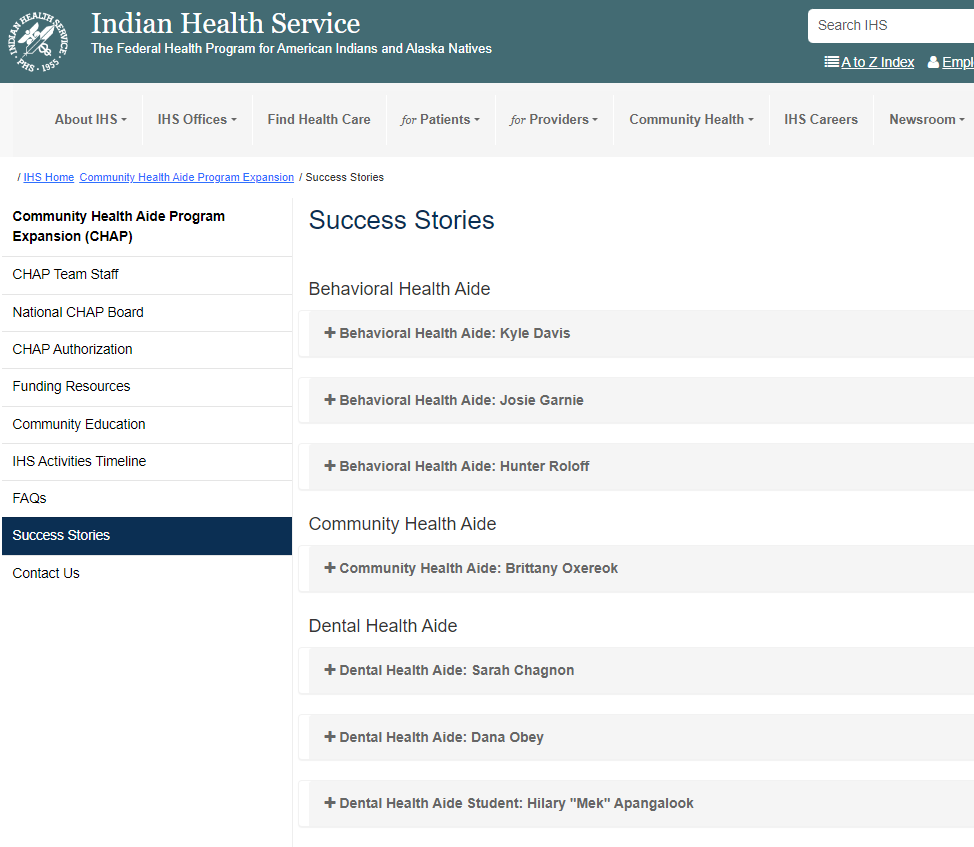 INDIAN HEALTH SERVICE
PHS · 1955
Indian Health Service
The Federal Health Program for American Indians and Alaska Natives
Search IHS
A to Z Index
Empl
About IHS
IHS Offices
Find Health Care
for Patients
for Providers
Community Health
IHS Careers
Newsroom
/ IHS Home Community Health Aide Program Expansion / Success Stories
Community Health Aide Program
Expansion (CHAP)
CHAP Team Staff
National CHAP Board
CHAP Authorization
Funding Resources
Community Education
IHS Activities Timeline
FAQs
Success Stories
Contact Us
Success Stories
Behavioral Health Aide
Behavioral Health Aide: Kyle Davis
Behavioral Health Aide: Josie Garnie
Behavioral Health Aide: Hunter Roloff
Community Health Aide
Community Health Aide: Brittany Oxereok
Dental Health Aide
Dental Health Aide: Sarah Chagnon
Dental Health Aide: Dana Obey
Dental Health Aide Student: Hilary "Mek" Apangalook